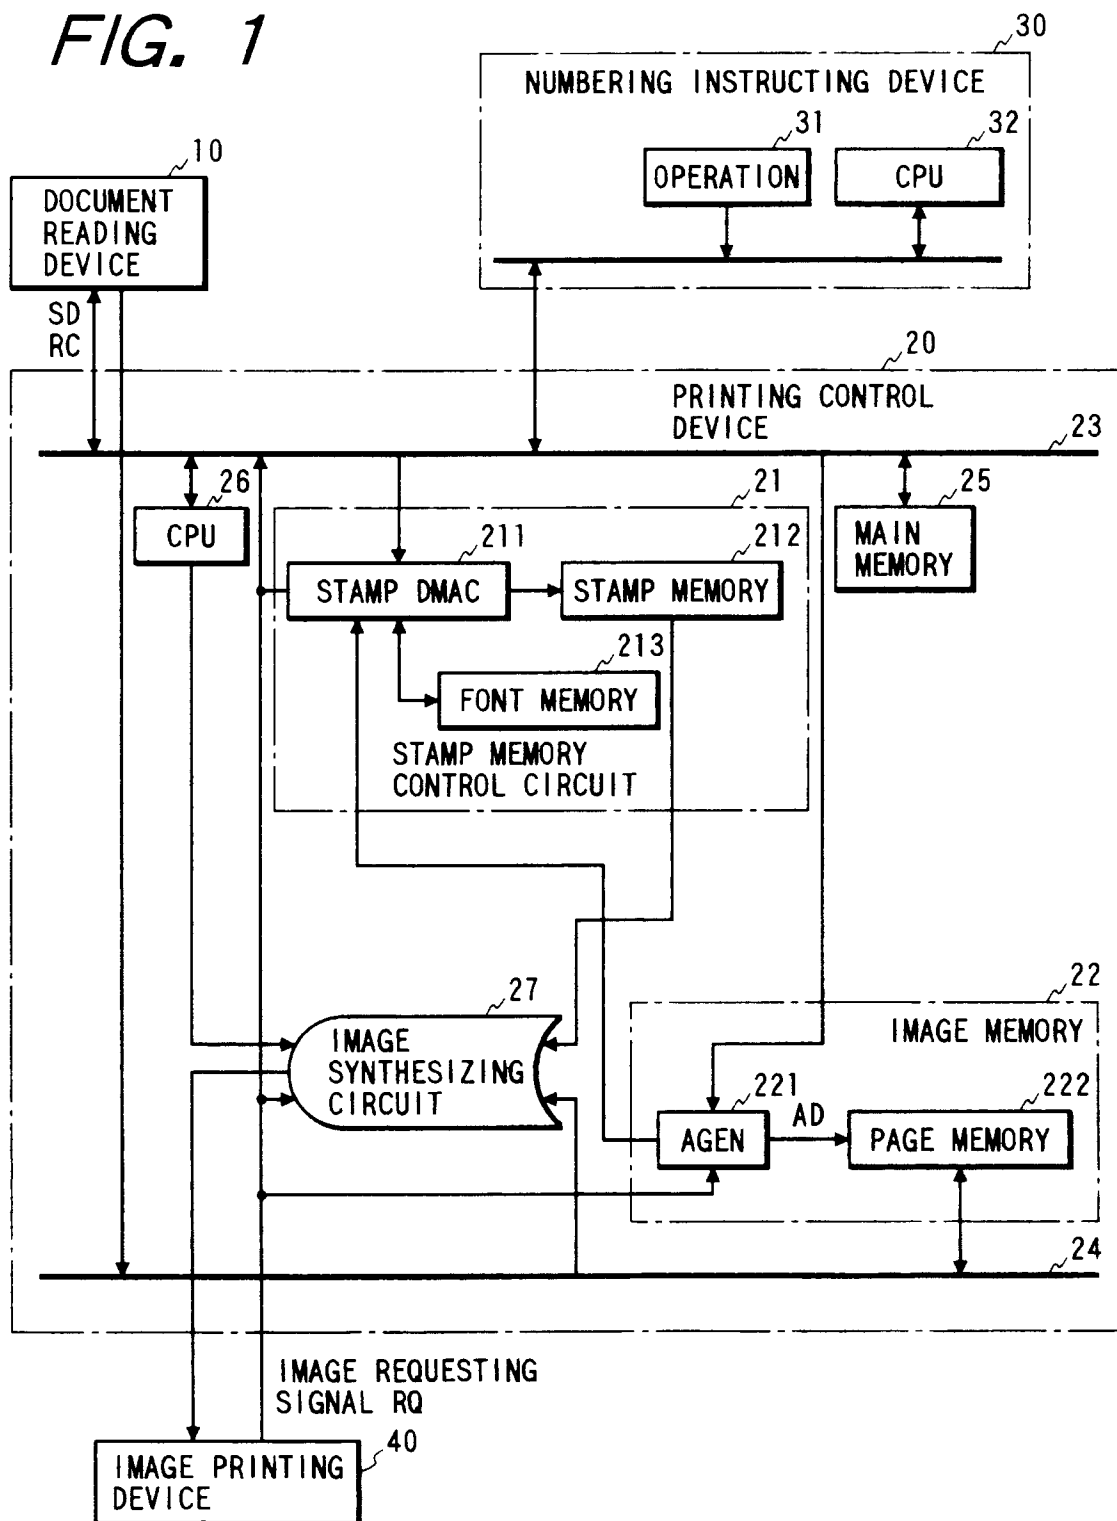 FIG. 1
30
NUMBERING INSTRUCTING DEVICE
31
32
OPERATION
CPU
10
DOCUMENT
READING
DEVICE
SD
RC
20
PRINTING CONTROL
DEVICE
23
26
CPU
21
25
MAIN
MEMORY
211
STAMP DMAC
212
STAMP MEMORY
213
FONT MEMORY
STAMP MEMORY
CONTROL CIRCUIT
27
IMAGE
SYNTHESIZING
CIRCUIT
22
IMAGE MEMORY
221
AGEN
AD
222
PAGE MEMORY
24
IMAGE REQUESTING
SIGNAL RQ
40
IMAGE PRINTING
DEVICE